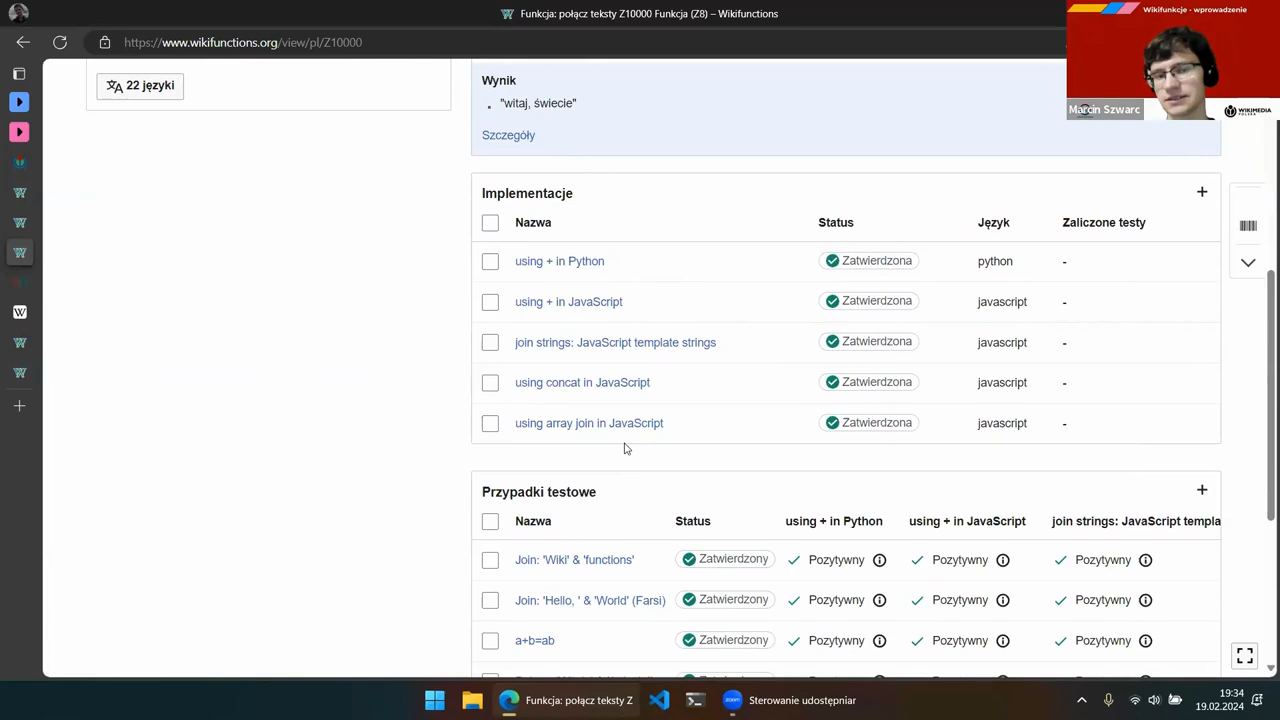 Funkcja: połącz teksty Z10000 Funkcja (Z8) – Wikifunctions
Wikifunkcje - wprowadzenie
https://www.wikifunctions.org/view/pl/Z10000
Marcin Szwarc
WIKIMEDIA
POLSKA
22 języki
Wynik
"witaj, świecie"
Szczegóły
Implementacje +
Nazwa Status Język Zaliczone testy
using + in Python Zatwierdzona python -
using + in JavaScript Zatwierdzona javascript -
join strings: JavaScript template strings Zatwierdzona javascript -
using concat in JavaScript Zatwierdzona javascript -
using array join in JavaScript Zatwierdzona javascript -
Przypadki testowe +
Nazwa Status using + in Python using + in JavaScript join strings: JavaScript templa
Join: 'Wiki' & 'functions' Zatwierdzony Pozytywny Pozytywny Pozytywny
Join: 'Hello, ' & 'World' (Farsi) Zatwierdzony Pozytywny Pozytywny Pozytywny
a+b=ab Zatwierdzony Pozytywny Pozytywny Pozytywny
Funkcja: połącz teksty Z
zoom
Sterowanie udostępniar
19:34
19.02.2024